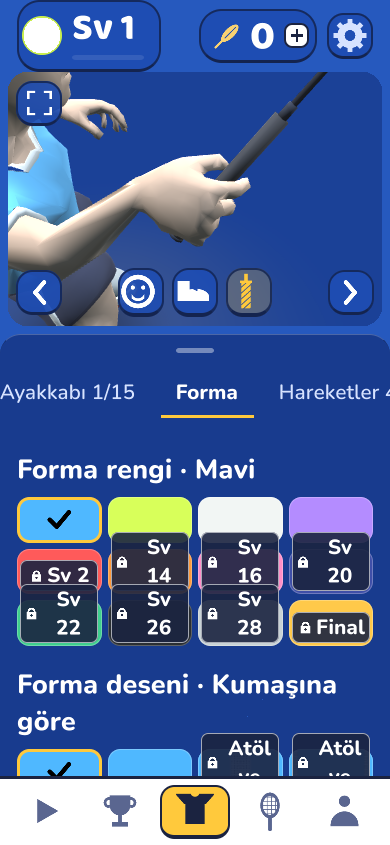 Sv 1
0
Ayakkabı 1/15
Forma
Hareketler 4
Forma rengi · Mavi
Sv 2
Sv 14
Sv 16
Sv 20
Sv 22
Sv 26
Sv 28
Final
Forma deseni · Kumaşına
göre
Atöl
Atöl